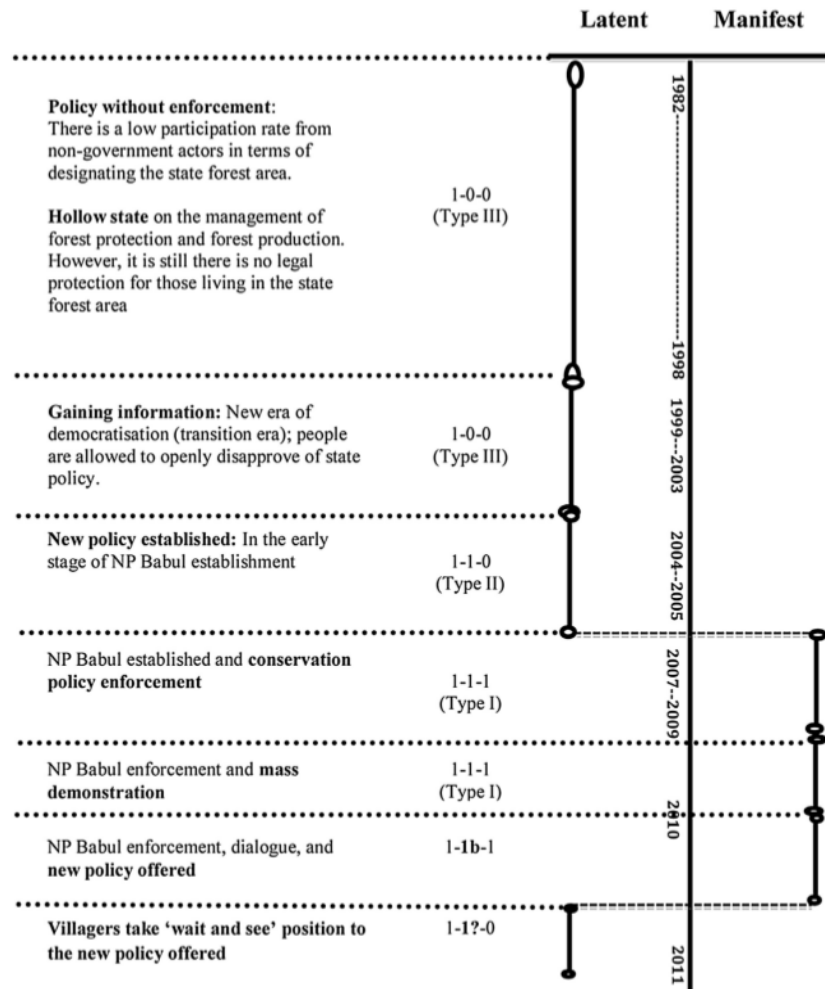 Latent Manifest
Policy without enforcement:
There is a low participation rate from
non-government actors in terms of
designating the state forest area.
Hollow state on the management of
forest protection and forest production.
However, it is still there is no legal
protection for those living in the state
forest area
1-0-0
(Type III)
1982---------------------1998
Gaining information: New era of
democratisation (transition era); people
are allowed to openly disapprove of state
policy.
1-0-0
(Type III)
1999---2003
New policy established: In the early
stage of NP Babul establishment
1-1-0
(Type II)
2004--2005
NP Babul established and conservation
policy enforcement
1-1-1
(Type I)
2007--2009
NP Babul enforcement and mass
demonstration
1-1-1
(Type I)
2010
NP Babul enforcement, dialogue, and
new policy offered
1-1b-1
Villagers take ‘wait and see’ position to
the new policy offered
1-1?-0
2011